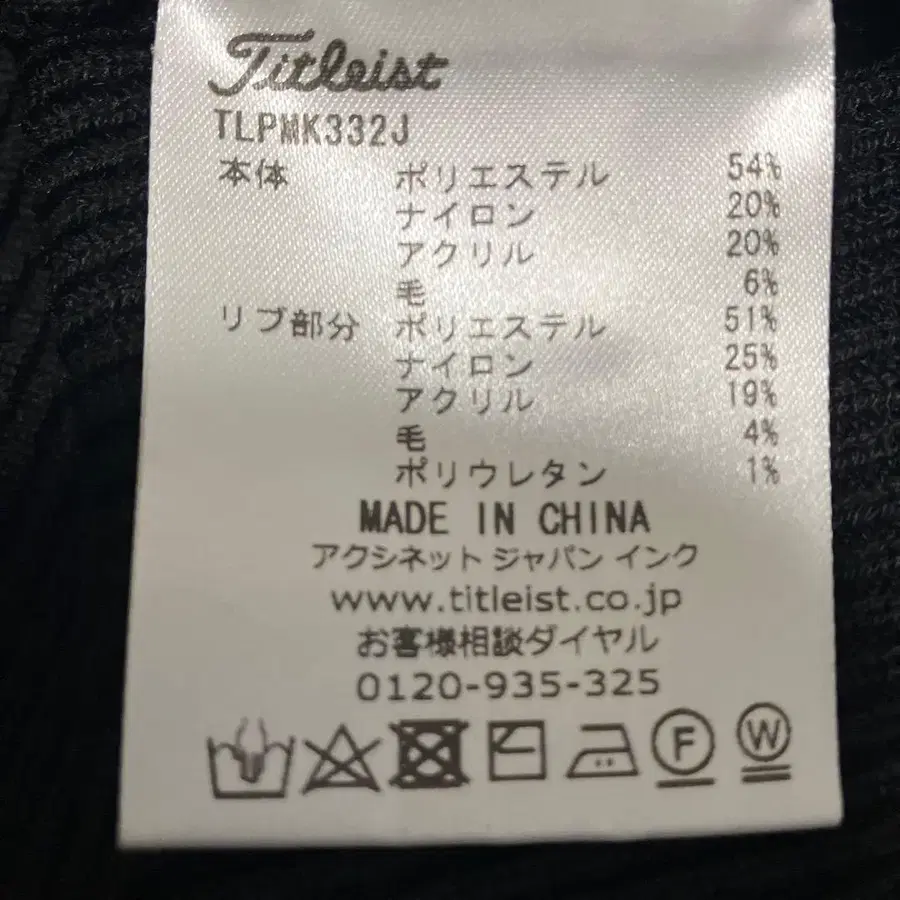 Titleist
TLPMK332J
本体 ポリエステル 54%
ナイロン 20%
アクリル 20%
毛 6%
リブ部分 ポリエステル 51%
ナイロン 25%
アクリル 19%
毛 4%
ポリウレタン 1%
MADE IN CHINA
アクシネット ジャパン インク
www.titleist.co.jp
お客様相談ダイヤル
0120-935-325
F W